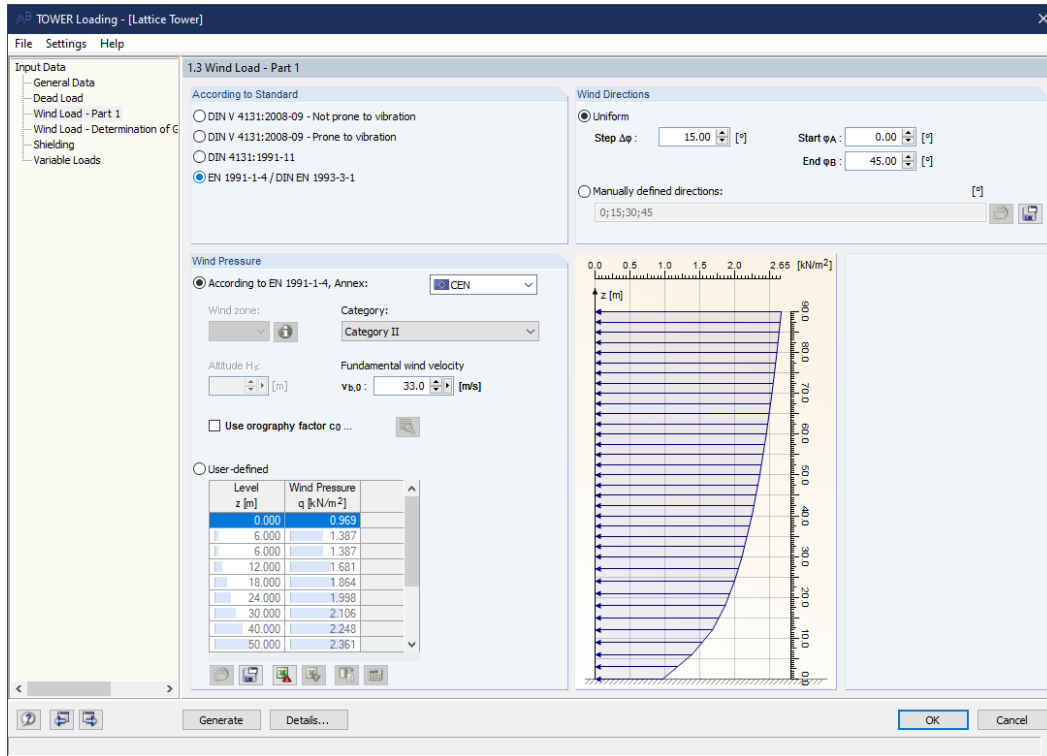 TOWER Loading - [Lattice Tower]
File Settings Help
Input Data
General Data
Dead Load
Wind Load - Part 1
Wind Load - Determination of G
Shielding
Variable Loads
1.3 Wind Load - Part 1
According to Standard
DIN V 4131:2008-09 - Not prone to vibration
DIN V 4131:2008-09 - Prone to vibration
DIN 4131:1991-11
EN 1991-1-4 / DIN EN 1993-3-1
Wind Directions
Uniform
Step Δφ : 15.00 [°] Start φA : 0.00 [°]
End φB : 45.00 [°]
Manually defined directions: [°]
0;15;30;45
Wind Pressure
According to EN 1991-1-4, Annex: CEN
Wind zone: Category:
Category II
Altitude Hs: Fundamental wind velocity
[m] vb,0 : 33.0 [m/s]
Use orography factor c0 ...
User-defined
Level Wind Pressure
z [m] q [kN/m2]
0.000 0.969
6.000 1.387
6.000 1.387
12.000 1.681
18.000 1.864
24.000 1.998
30.000 2.106
40.000 2.248
50.000 2.361
0.0 0.5 1.0 1.5 2.0 2.65 [kN/m2]
z [m]
90.0
80.0
70.0
60.0
50.0
40.0
30.0
20.0
10.0
0.0
Generate Details... OK Cancel